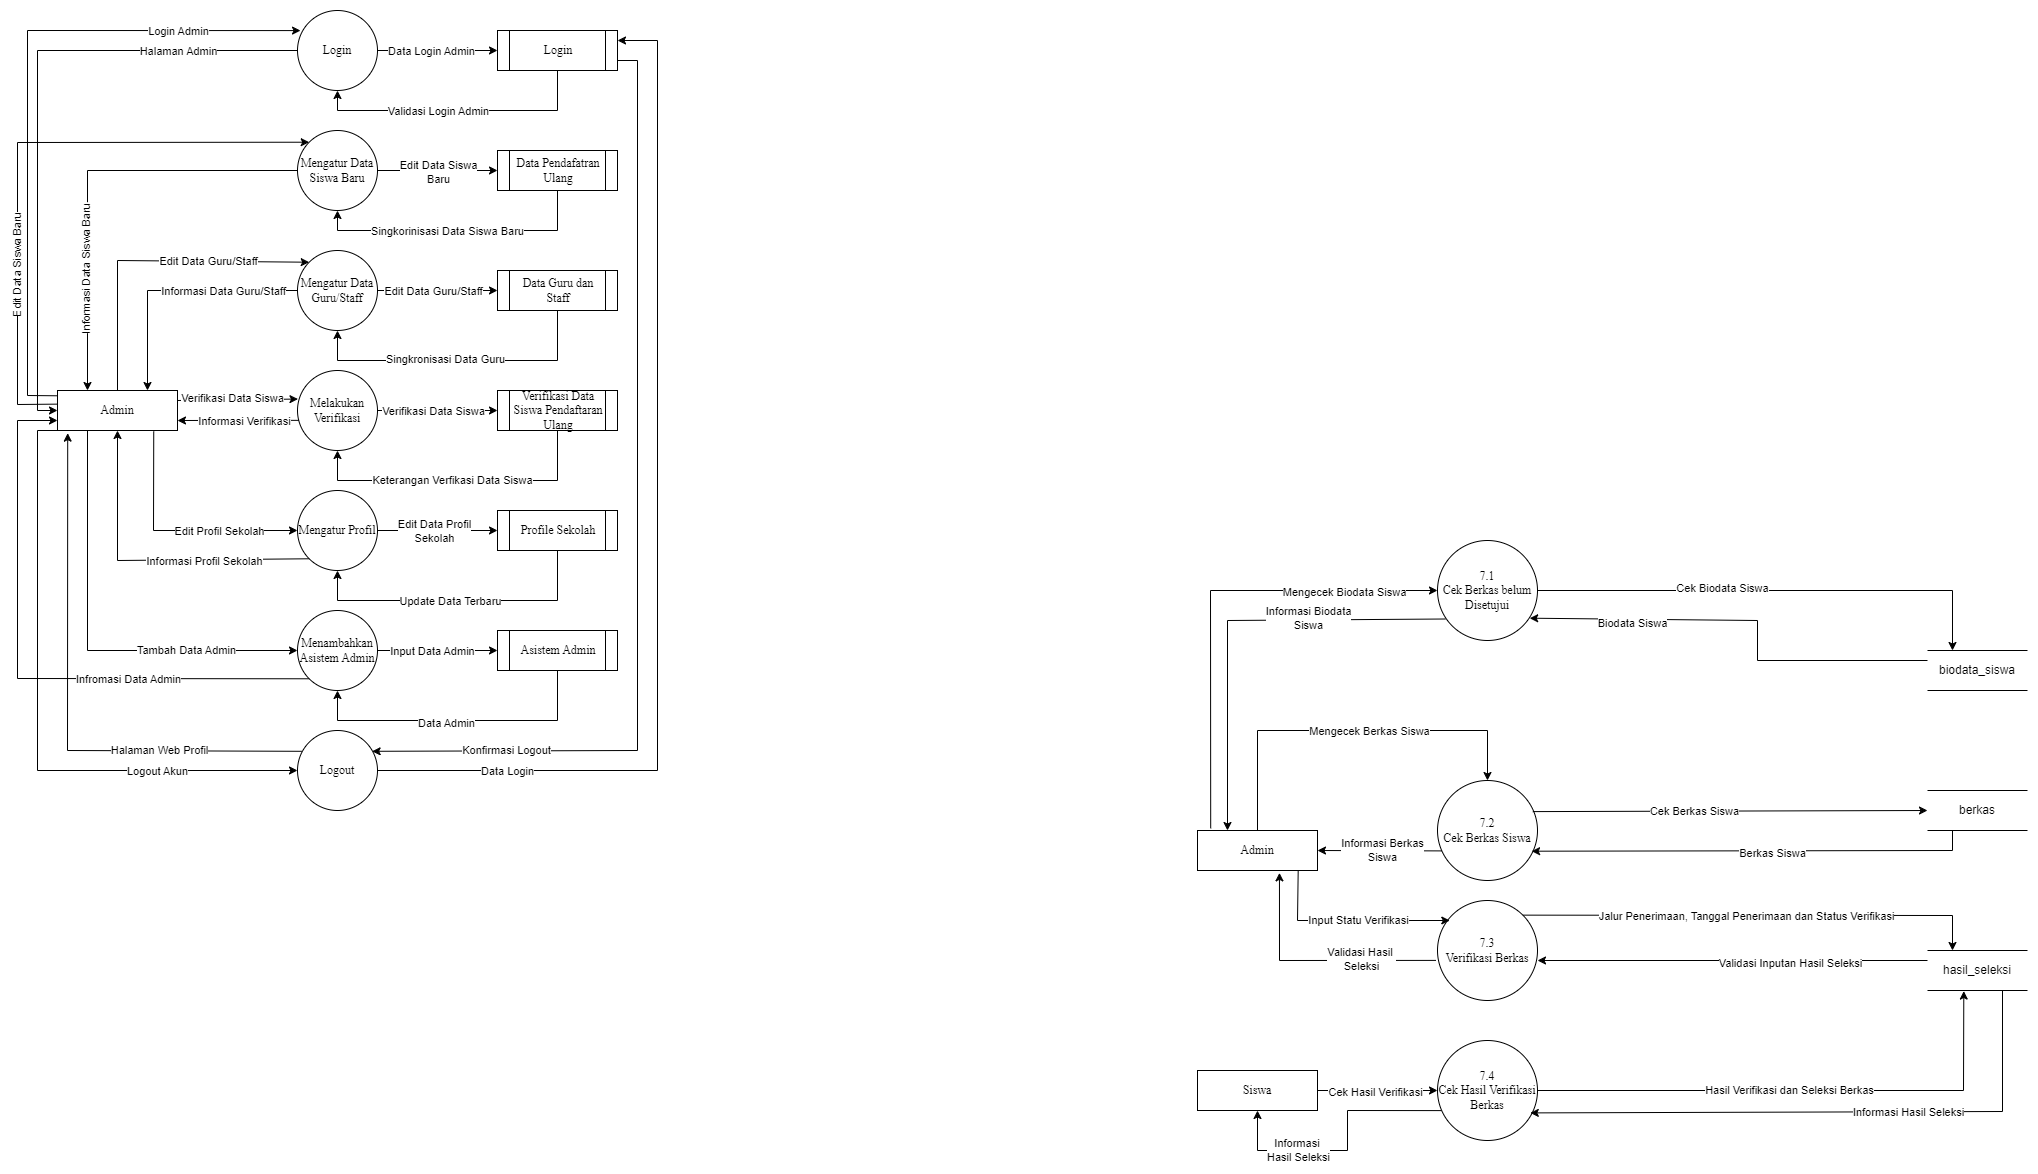 Login Admin
Halaman Admin
Login
Data Login Admin
Login
Validasi Login Admin
Mengatur Data
Siswa Baru
Edit Data Siswa
Baru
Data Pendafatran
Ulang
Singkorinisasi Data Siswa Baru
Edit Data Siswa Baru
Informasi Data Siswa Baru
Edit Data Guru/Staff
Informasi Data Guru/Staff
Mengatur Data
Guru/Staff
Edit Data Guru/Staff
Data Guru dan
Staff
Singkronisasi Data Guru
Admin
Verifikasi Data Siswa
Informasi Verifikasi
Melakukan
Verifikasi
Verifikasi Data Siswa
Verifikasi Data
Siswa Pendaftaran
Ulang
Keterangan Verfikasi Data Siswa
Edit Profil Sekolah
Informasi Profil Sekolah
Mengatur Profil
Edit Data Profil
Sekolah
Profile Sekolah
Update Data Terbaru
Tambah Data Admin
Infromasi Data Admin
Menambahkan
Asistem Admin
Input Data Admin
Asistem Admin
Data Admin
Halaman Web Profil
Logout Akun
Logout
Konfirmasi Logout
Data Login
Mengecek Biodata Siswa
Informasi Biodata
Siswa
7.1
Cek Berkas belum
Disetujui
Cek Biodata Siswa
Biodata Siswa
biodata_siswa
Mengecek Berkas Siswa
Admin
Informasi Berkas
Siswa
7.2
Cek Berkas Siswa
Cek Berkas Siswa
Berkas Siswa
berkas
Input Statu Verifikasi
Validasi Hasil
Seleksi
7.3
Verifikasi Berkas
Jalur Penerimaan, Tanggal Penerimaan dan Status Verifikasi
Validasi Inputan Hasil Seleksi
hasil_seleksi
Siswa
Cek Hasil Verifikasi
Informasi
Hasil Seleksi
7.4
Cek Hasil Verifikasi
Berkas
Hasil Verifikasi dan Seleksi Berkas
Informasi Hasil Seleksi